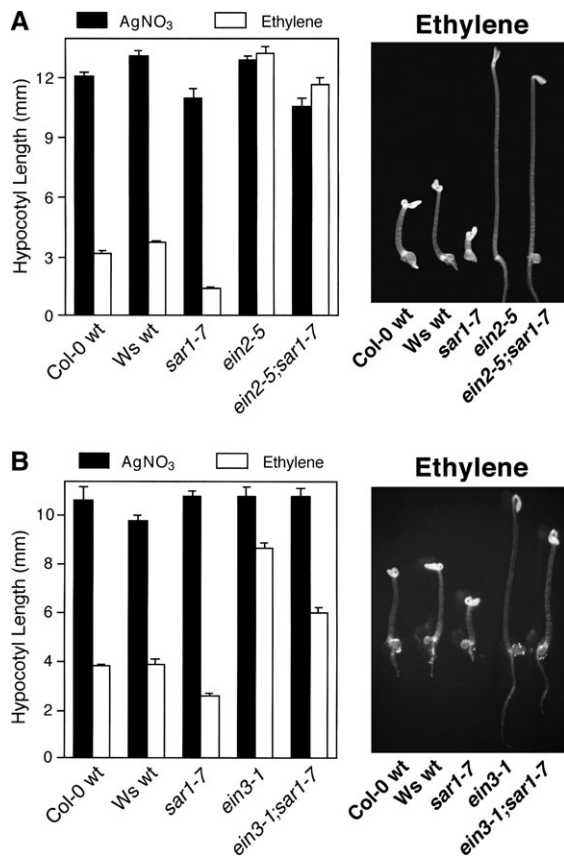 A
AgNO₃ Ethylene
Hypocotyl Length (mm)
12
9
6
3
0
Col-0 wt
Ws wt
sar1-7
ein2-5
ein2-5;sar1-7
Ethylene
Col-0 wt
Ws wt
sar1-7
ein2-5
ein2-5;sar1-7
B
AgNO₃ Ethylene
Hypocotyl Length (mm)
10
8
6
4
2
0
Col-0 wt
Ws wt
sar1-7
ein3-1
ein3-1;sar1-7
Ethylene
Col-0 wt
Ws wt
sar1-7
ein3-1
ein3-1;sar1-7